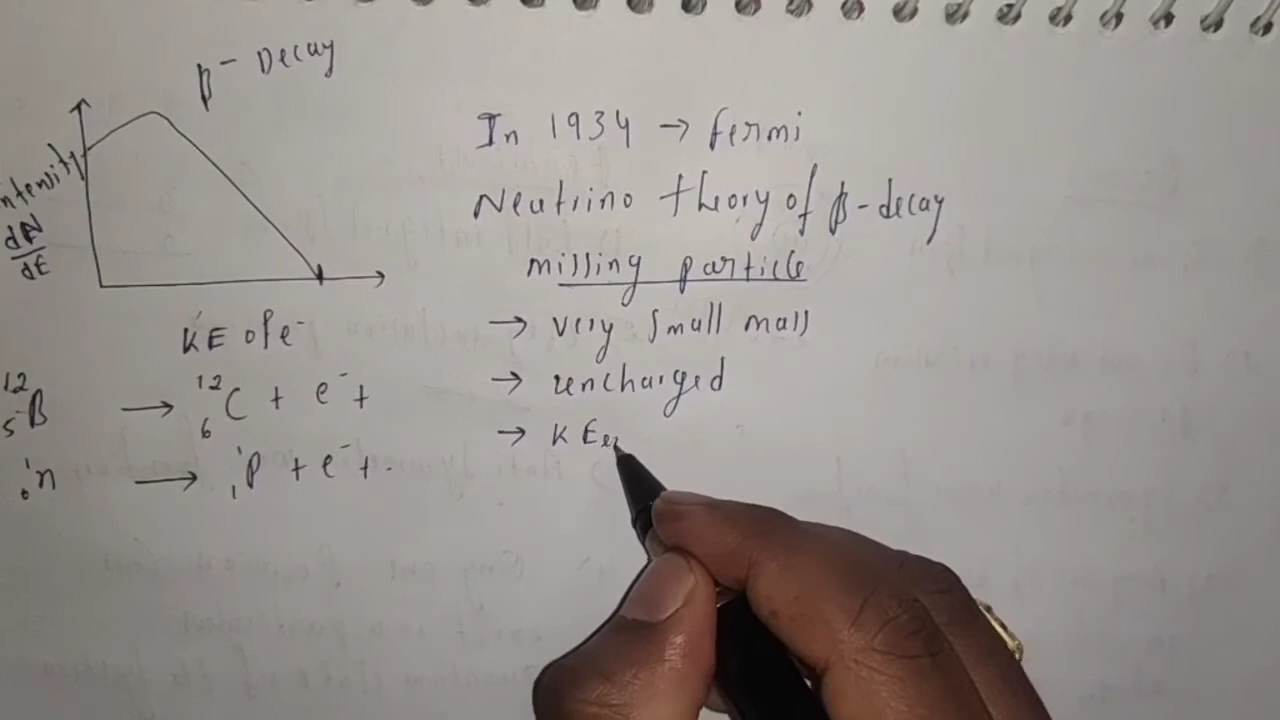 β- Decay
ntensity
dN
dE
KE of e⁻
¹²₅B → ¹²₆C + e⁻ +
¹₀n → ¹₁P + e⁻ + .
In 1934 → fermi
Neutrino theory of β-decay
missing particle
→ very small mass
→ uncharged
→ KE